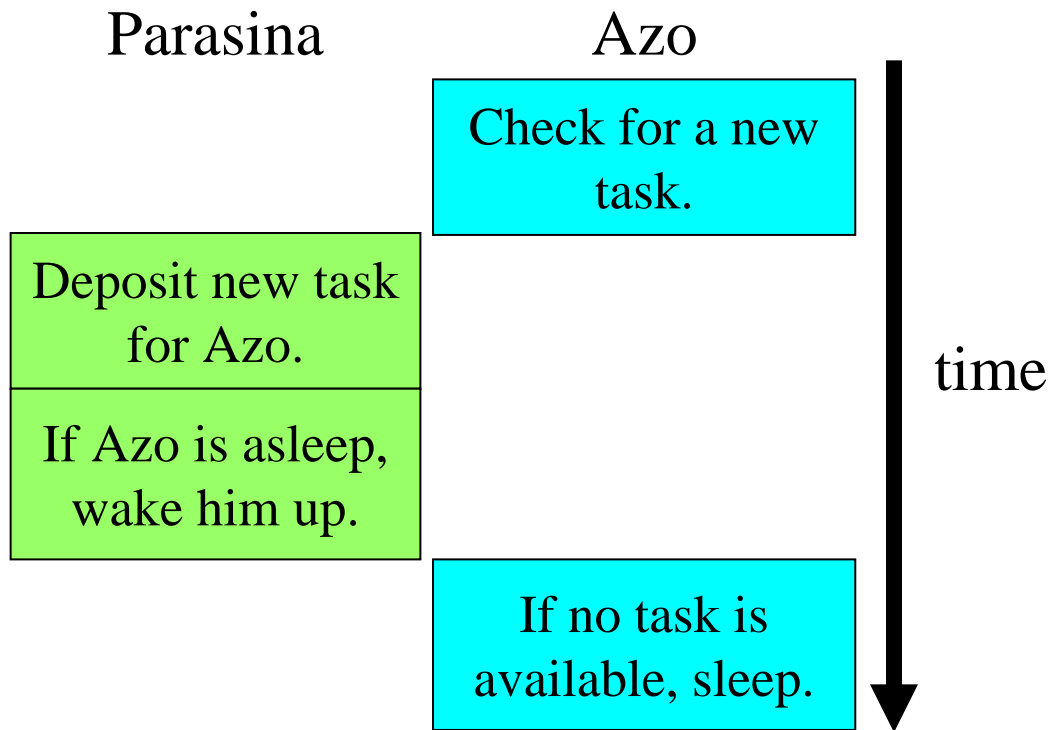 Parasina
Azo
Check for a new
task.
Deposit new task
for Azo.
If Azo is asleep,
wake him up.
time
If no task is
available, sleep.